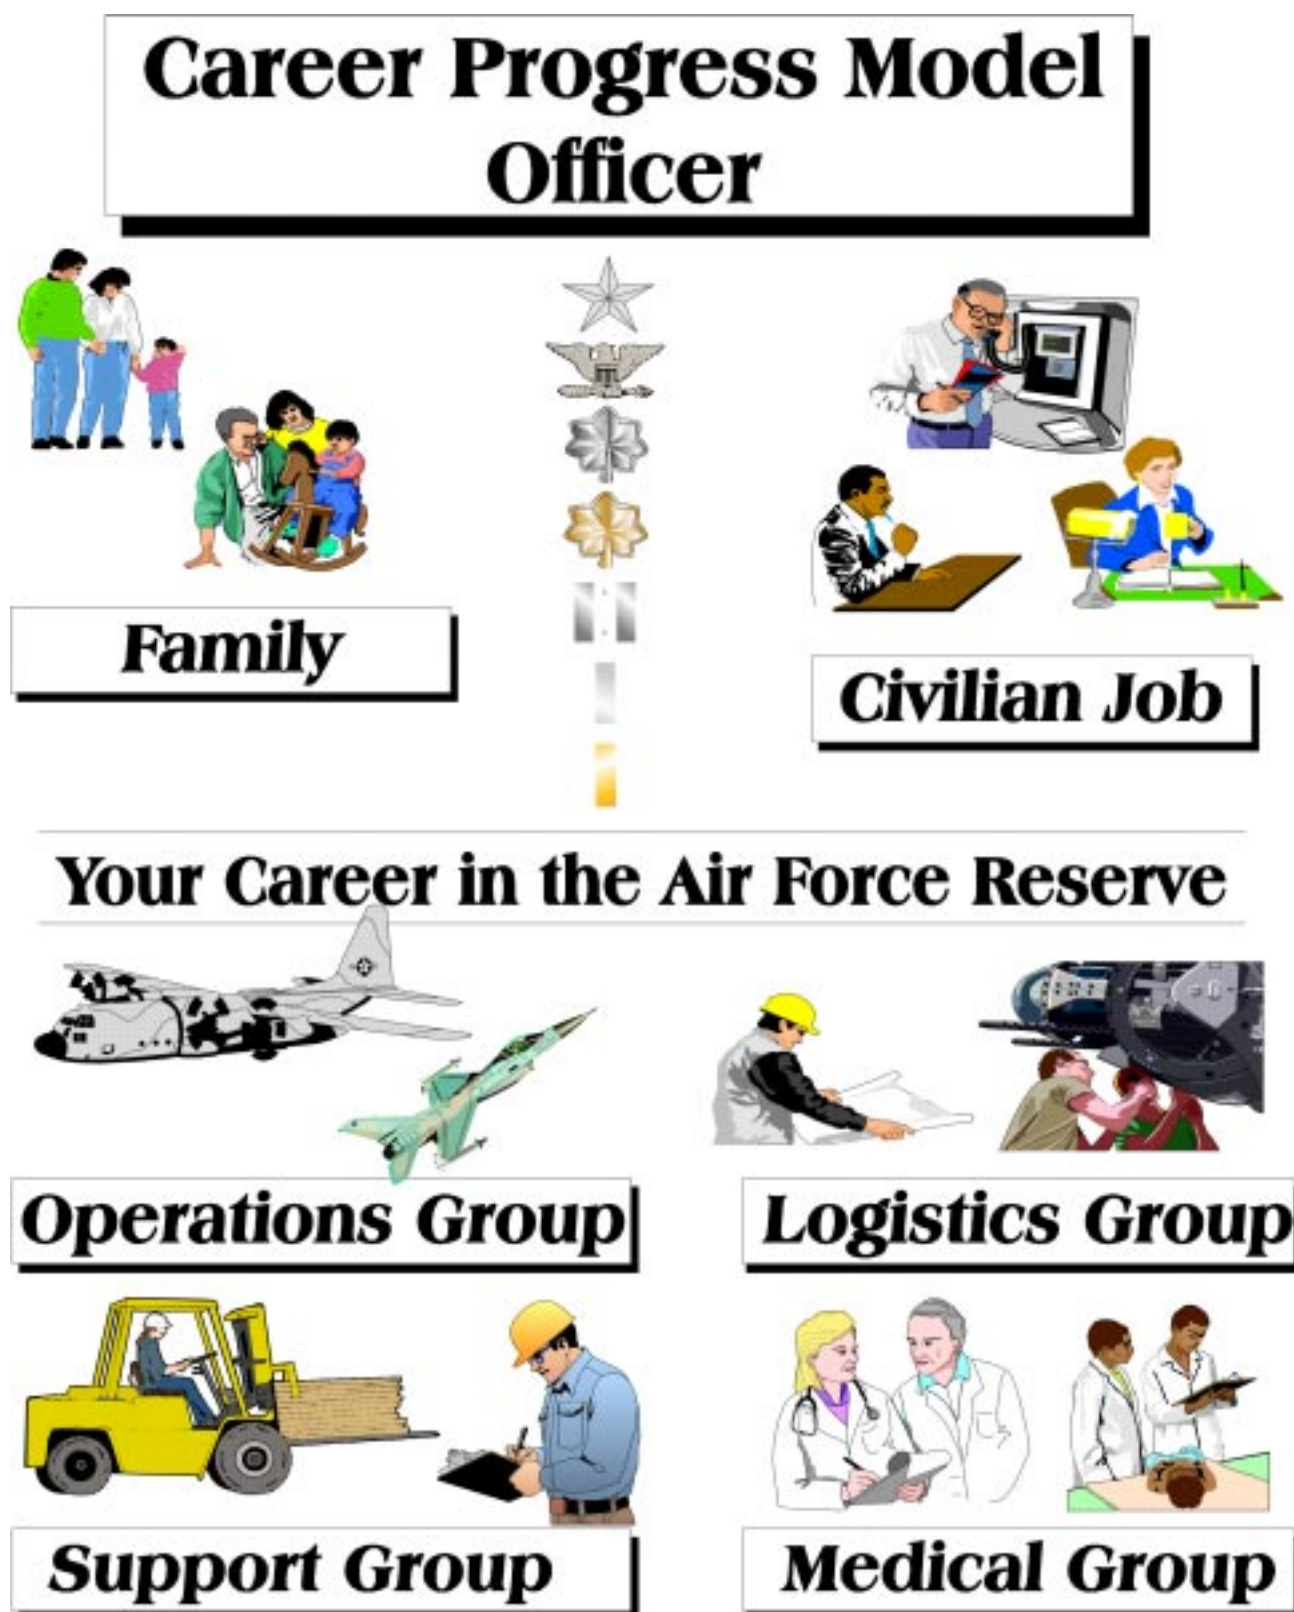 Career Progress Model
Officer
Family
Civilian Job
Your Career in the Air Force Reserve
Operations Group
Logistics Group
Support Group
Medical Group